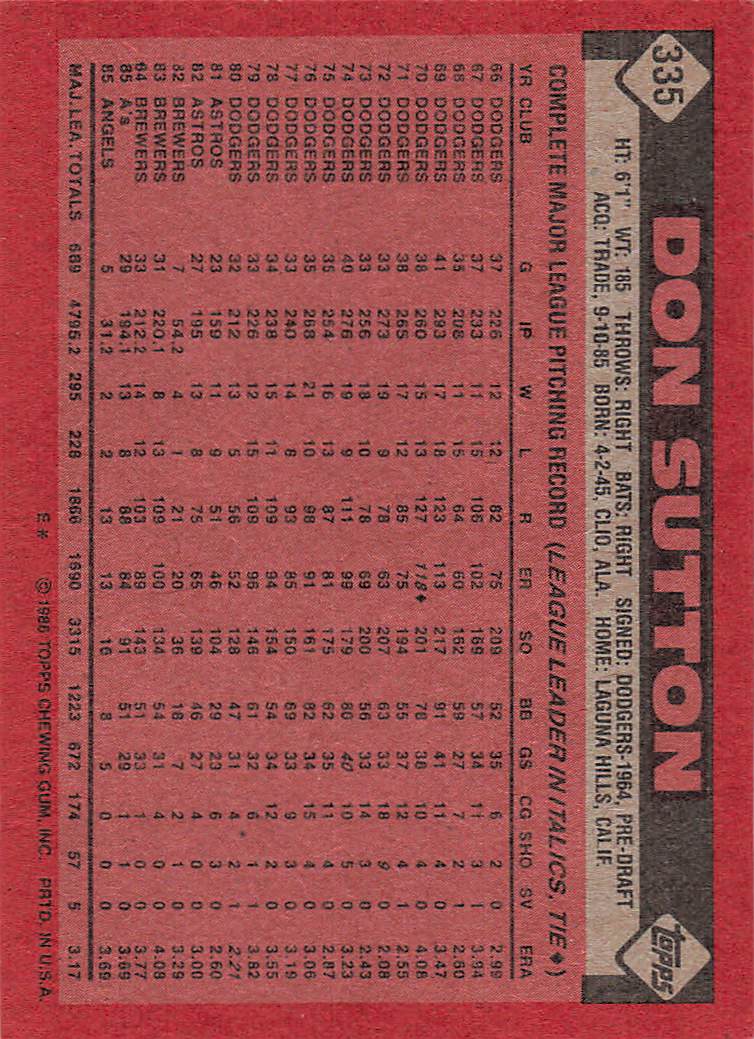 335
DON SUTTON
topps
HT: 6'1" WT: 185 THROWS: RIGHT BATS: RIGHT SIGNED: DODGERS-1964, PRE-DRAFT
ACQ: TRADE, 9-10-85 BORN: 4-2-45, CLIO, ALA. HOME: LAGUNA HILLS, CALIF.
COMPLETE MAJOR LEAGUE PITCHING RECORD (LEAGUE LEADER IN ITALICS, TIE ♦)
YR CLUB G IP W L R ER SO BB GS CG SHO SV ERA
66 DODGERS 37 226 12 12 82 75 209 52 35 6 2 0 2.99
67 DODGERS 37 233 11 15 106 102 169 57 34 11 3 1 3.94
68 DODGERS 35 208 11 15 64 60 162 59 27 7 2 1 2.60
69 DODGERS 41 293 17 18 123 113 217 91 41 11 4 0 3.47
70 DODGERS 38 260 15 13 127 118♦ 201 78 38 10 4 0 4.08
71 DODGERS 38 265 17 12 85 75 194 55 37 12 4 1 2.55
72 DODGERS 33 273 19 9 78 63 207 63 33 18 9 0 2.08
73 DODGERS 33 256 18 10 78 69 200 56 33 14 3 0 2.43
74 DODGERS 40 276 19 9 111 99 179 80 40 10 5 0 3.23
75 DODGERS 35 254 16 13 87 81 175 62 35 11 4 0 2.87
76 DODGERS 35 268 21 10 98 91 161 82 34 15 4 0 3.06
77 DODGERS 33 240 14 8 93 85 150 69 33 9 3 0 3.19
78 DODGERS 34 238 15 11 109 94 154 54 34 12 2 0 3.55
79 DODGERS 33 226 12 15 109 96 146 61 32 6 1 1 3.82
80 DODGERS 32 212 13 5 56 52 128 47 31 4 2 1 2.21
81 ASTROS 23 159 11 9 51 46 104 29 23 6 3 0 2.60
82 ASTROS 27 195 13 8 75 65 139 46 27 4 0 0 3.00
82 BREWERS 7 54.2 4 1 21 20 36 18 7 2 1 0 3.29
83 BREWERS 31 220.1 8 13 109 100 134 54 31 4 0 0 4.08
84 BREWERS 33 212.2 14 12 103 89 143 51 33 1 0 0 3.77
85 A's 29 194.1 13 8 88 84 91 51 29 1 1 0 3.69
85 ANGELS 5 31.2 2 2 13 13 16 8 5 0 0 0 3.69
MAJ. LEA. TOTALS 689 4795.2 295 228 1866 1690 3315 1223 672 174 57 5 3.17
E* © 1986 TOPPS CHEWING GUM, INC. PRTD. IN U.S.A.